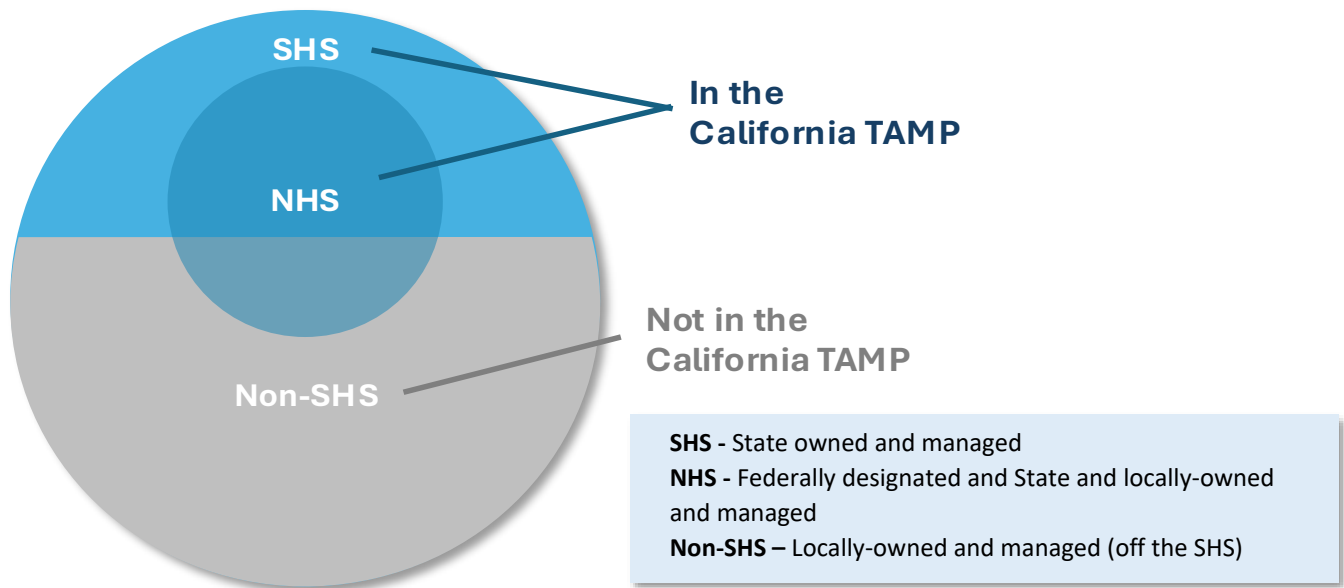 SHS
In the
California TAMP
NHS
Not in the
California TAMP
Non-SHS
SHS - State owned and managed
NHS - Federally designated and State and locally-owned
and managed
Non-SHS – Locally-owned and managed (off the SHS)